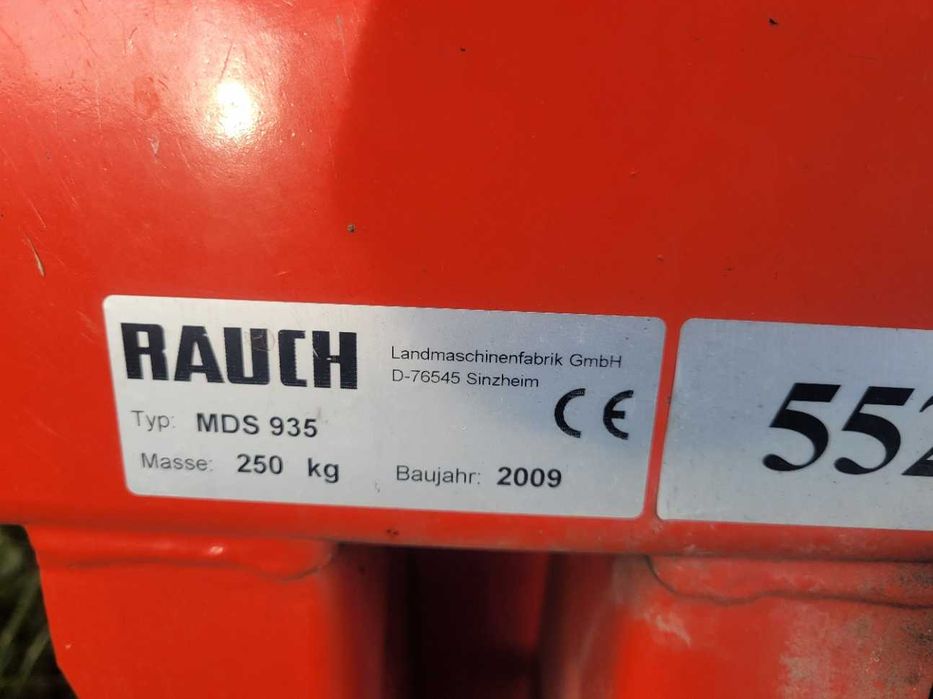 RAUCH
Landmaschinenfabrik GmbH
D-76545 Sinzheim
CE
Typ: MDS 935
Masse: 250 kg
Baujahr: 2009
552